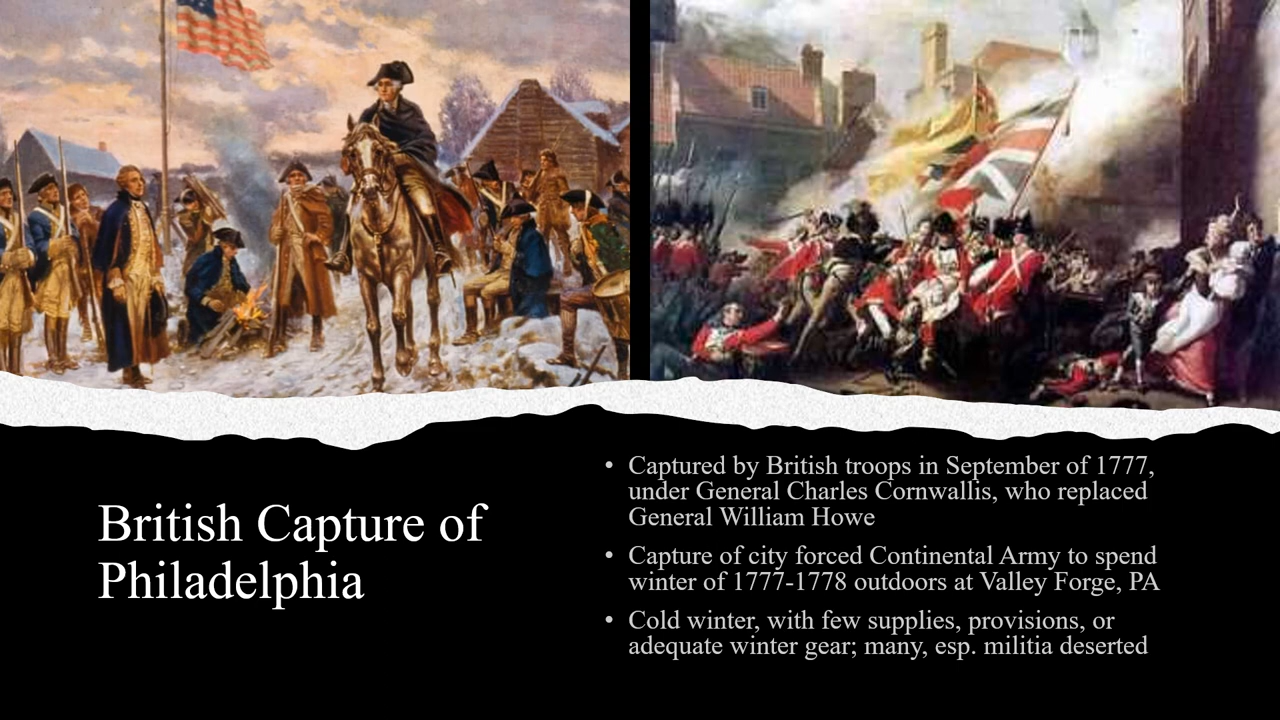 British Capture of
Philadelphia
• Captured by British troops in September of 1777,
under General Charles Cornwallis, who replaced
General William Howe
• Capture of city forced Continental Army to spend
winter of 1777-1778 outdoors at Valley Forge, PA
• Cold winter, with few supplies, provisions, or
adequate winter gear; many, esp. militia deserted